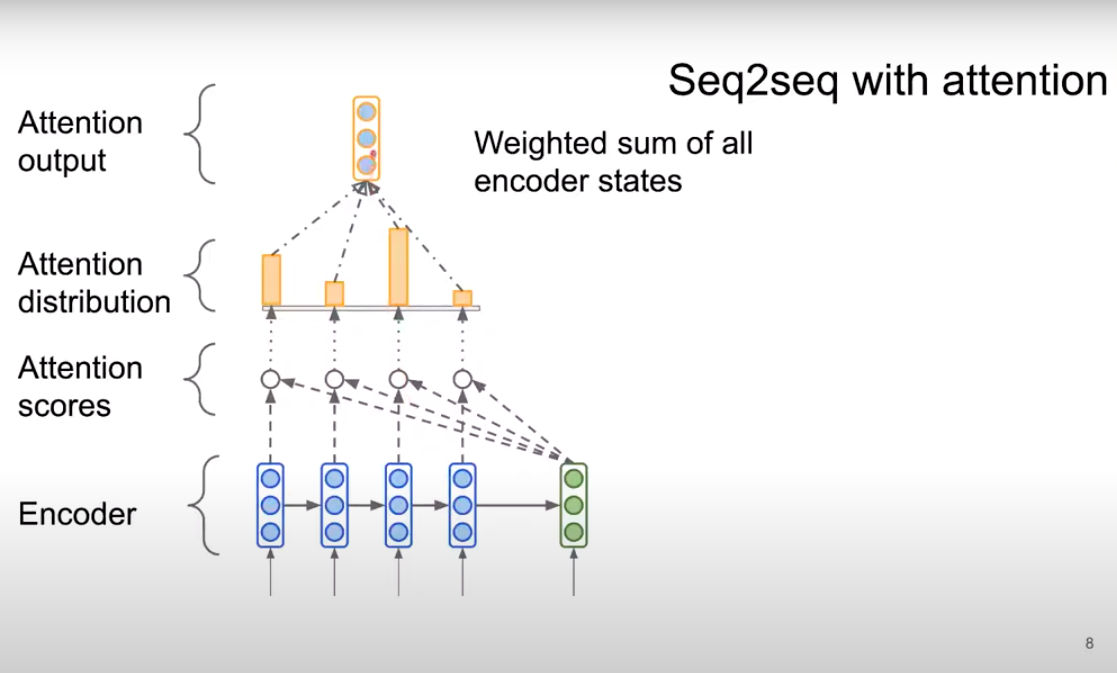 Seq2seq with attention
Attention
output
Weighted sum of all
encoder states
Attention
distribution
Attention
scores
Encoder
8